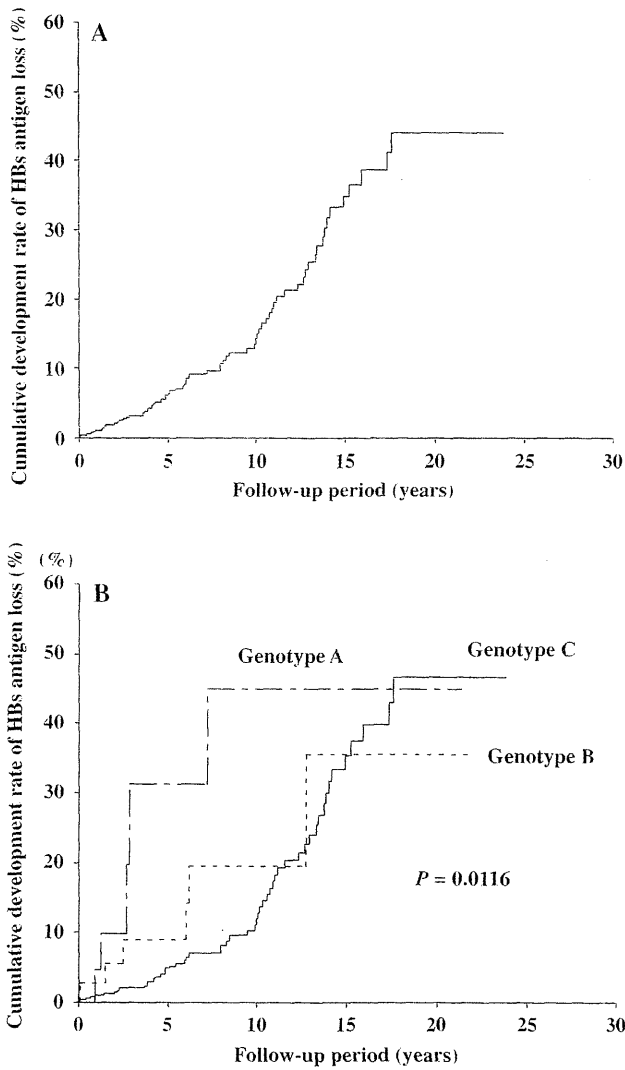 A
Cumulative development rate of HBs antigen loss (%)
60
50
40
30
20
10
0
0 5 10 15 20 25 30
Follow-up period (years)
(%)
B
Cumulative development rate of HBs antigen loss (%)
60
50
40
30
20
10
0
Genotype A
Genotype C
Genotype B
P = 0.0116
0 5 10 15 20 25 30
Follow-up period (years)